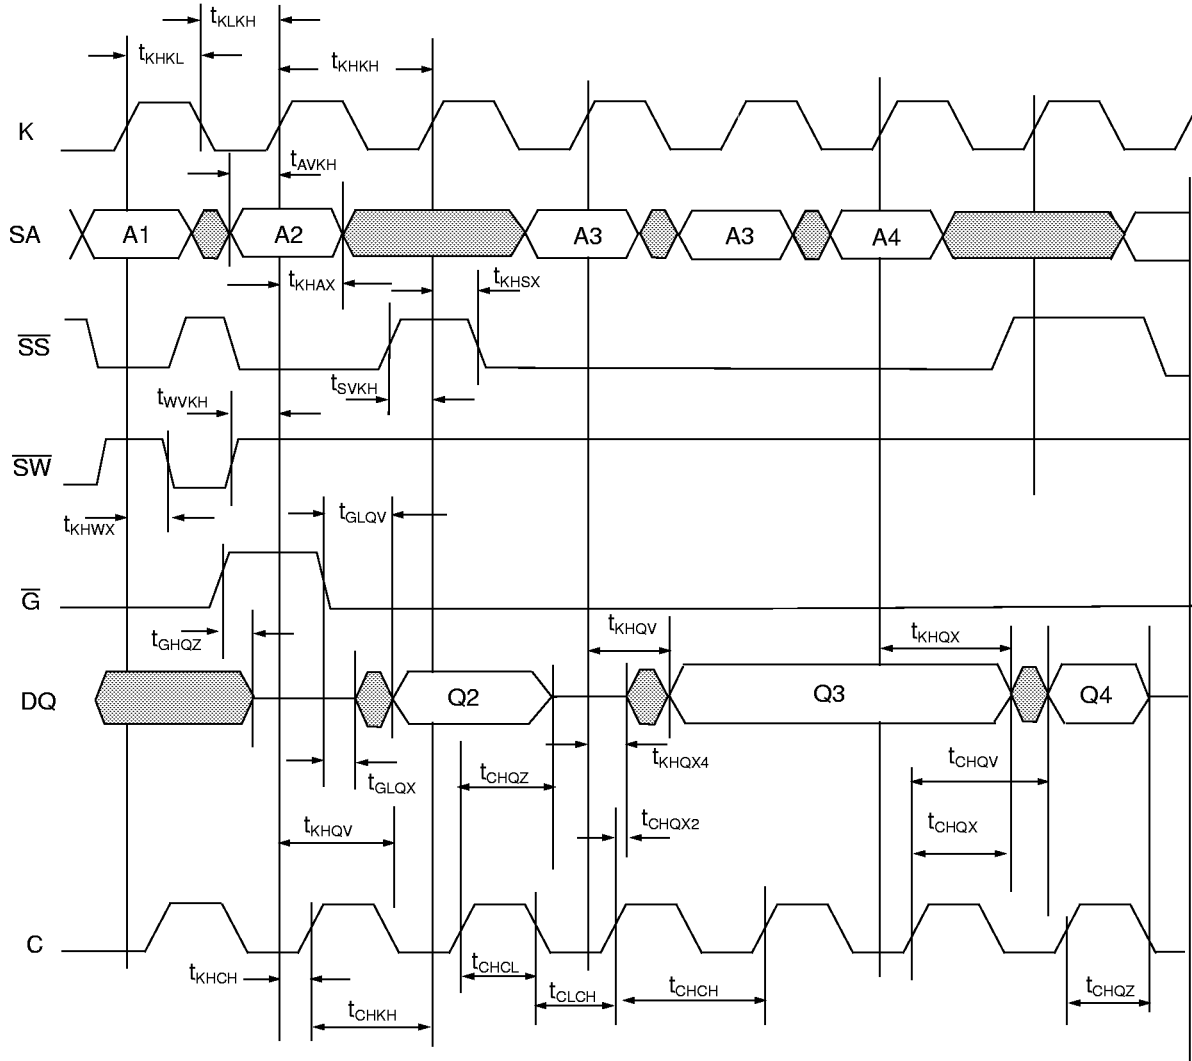 tKLKH
tKHKL
tKHKH
K
tAVKH
SA A1 A2 A3 A3 A4
tKHAX tKHSX
SS
tSVKH
tWVKH
SW
tGLQV
tKHWX
G
tKHQV tKHQX
tGHQZ
DQ Q2 Q3 Q4
tKHQX4 tCHQV
tCHQZ
tGLQX
tCHQX2 tCHQX
tKHQV
C
tKHCH tCHCL
tCLCH tCHCH tCHQZ
tCHKH